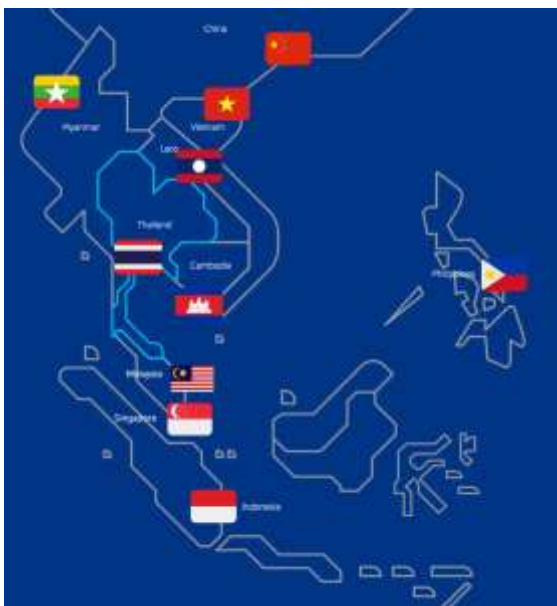 China
Myanmar
Vietnam
Laos
Thailand
Cambodia
Philippines
Malaysia
Singapore
Indonesia